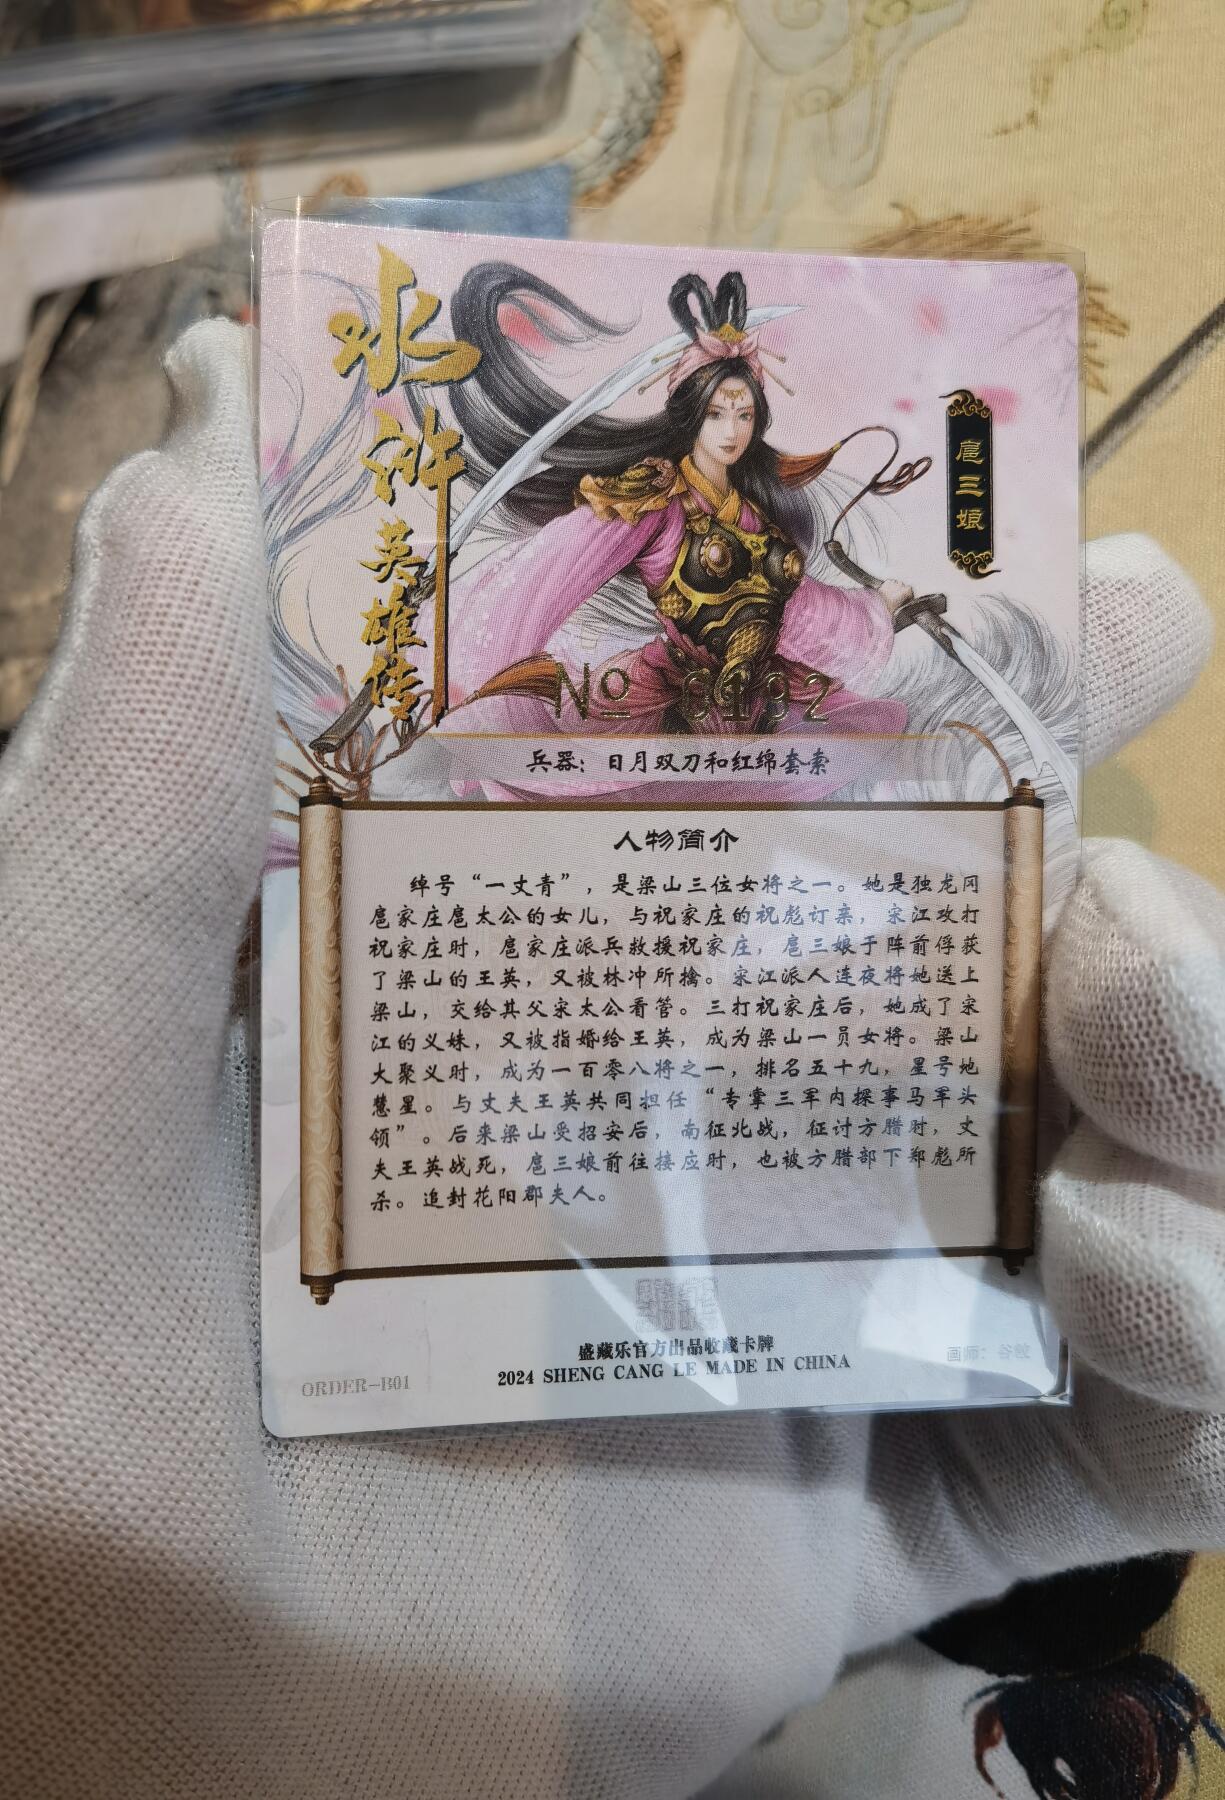 水浒英雄传
扈三娘
No 0192
兵器：日月双刀和红绵套索
人物简介
绰号“一丈青”，是梁山三位女将之一。她是独龙冈
扈家庄扈太公的女儿，与祝家庄的祝彪订亲，宋江攻打
祝家庄时，扈家庄派兵救援祝家庄，扈三娘于阵前俘获
了梁山的王英，又被林冲所擒。宋江派人连夜将她送上
梁山，交给其父宋太公看管。三打祝家庄后，她成了宋
江的义妹，又被指婚给王英，成为梁山一员女将。梁山
大聚义时，成为一百零八将之一，排名五十九，星号地
慧星。与丈夫王英共同担任“专掌三军内探事马军头
领”。后来梁山受招安后，南征北战，征讨方腊时，丈
夫王英战死，扈三娘前往接应时，也被方腊部下郑彪所
杀。追封花阳郡夫人。
盛藏乐官方出品收藏卡牌
2024 SHENG CANG LE MADE IN CHINA
ORDER-B01
画师：谷